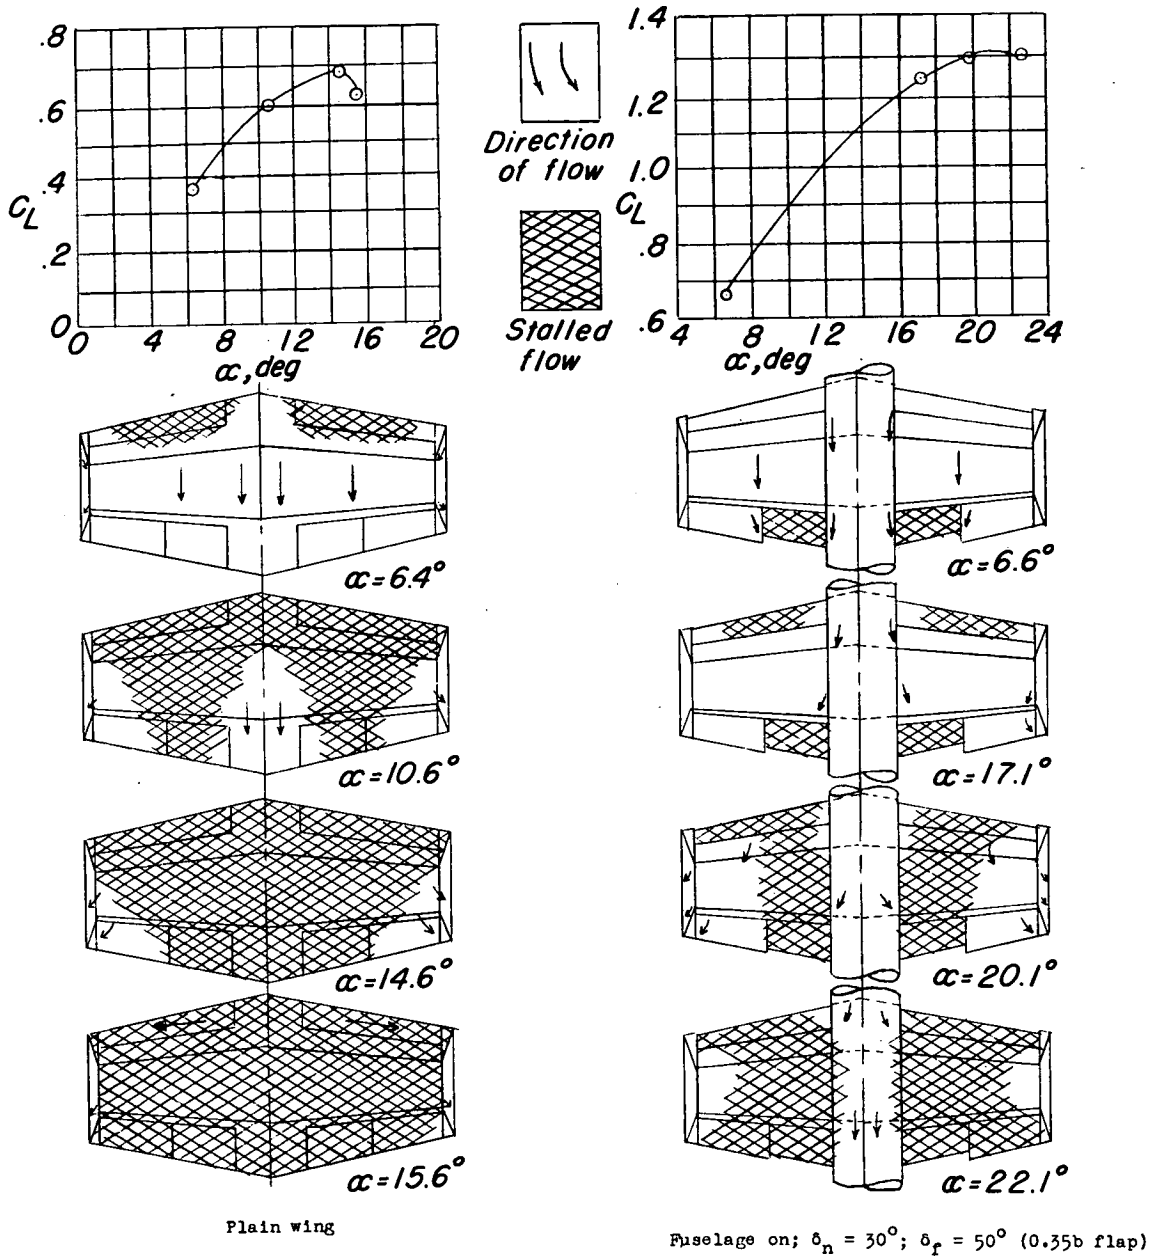 .8
.6
.4
.2
0
C_L
0 4 8 12 16 20
α, deg
Direction
of flow
Stalled
flow
1.4
1.2
1.0
.8
.6
C_L
4 8 12 16 20 24
α, deg
α=6.4°
α=10.6°
α=14.6°
α=15.6°
Plain wing
α=6.6°
α=17.1°
α=20.1°
α=22.1°
Fuselage on; δn = 30°; δf = 50° (0.35b flap)